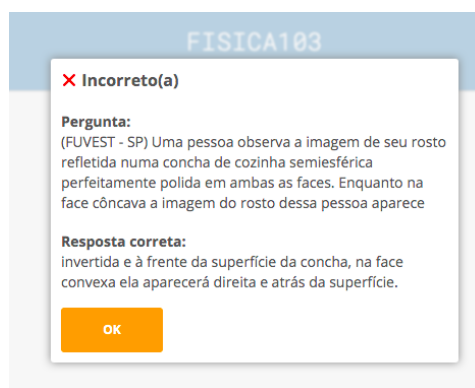 FISICA103
✕ Incorreto(a)
Pergunta:
(FUVEST - SP) Uma pessoa observa a imagem de seu rosto
refletida numa concha de cozinha semiesférica
perfeitamente polida em ambas as faces. Enquanto na
face côncava a imagem do rosto dessa pessoa aparece
Resposta correta:
invertida e à frente da superfície da concha, na face
convexa ela aparecerá direita e atrás da superfície.
OK